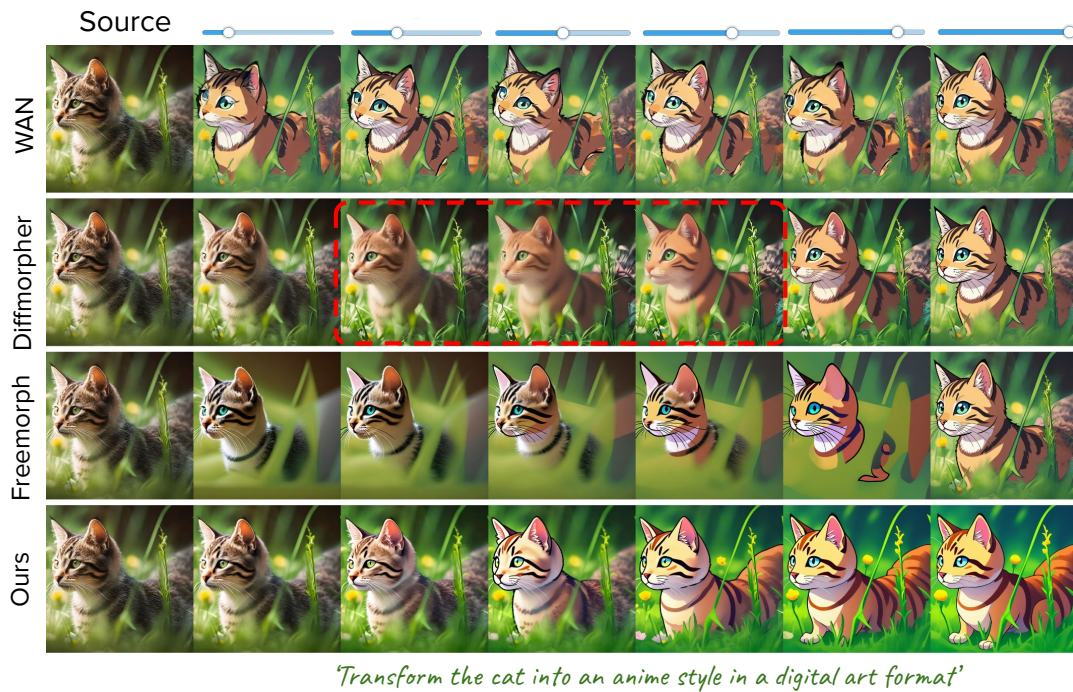 Source
WAN
Diffmorpher
Freemorph
Ours
'Transform the cat into an anime style in a digital art format'